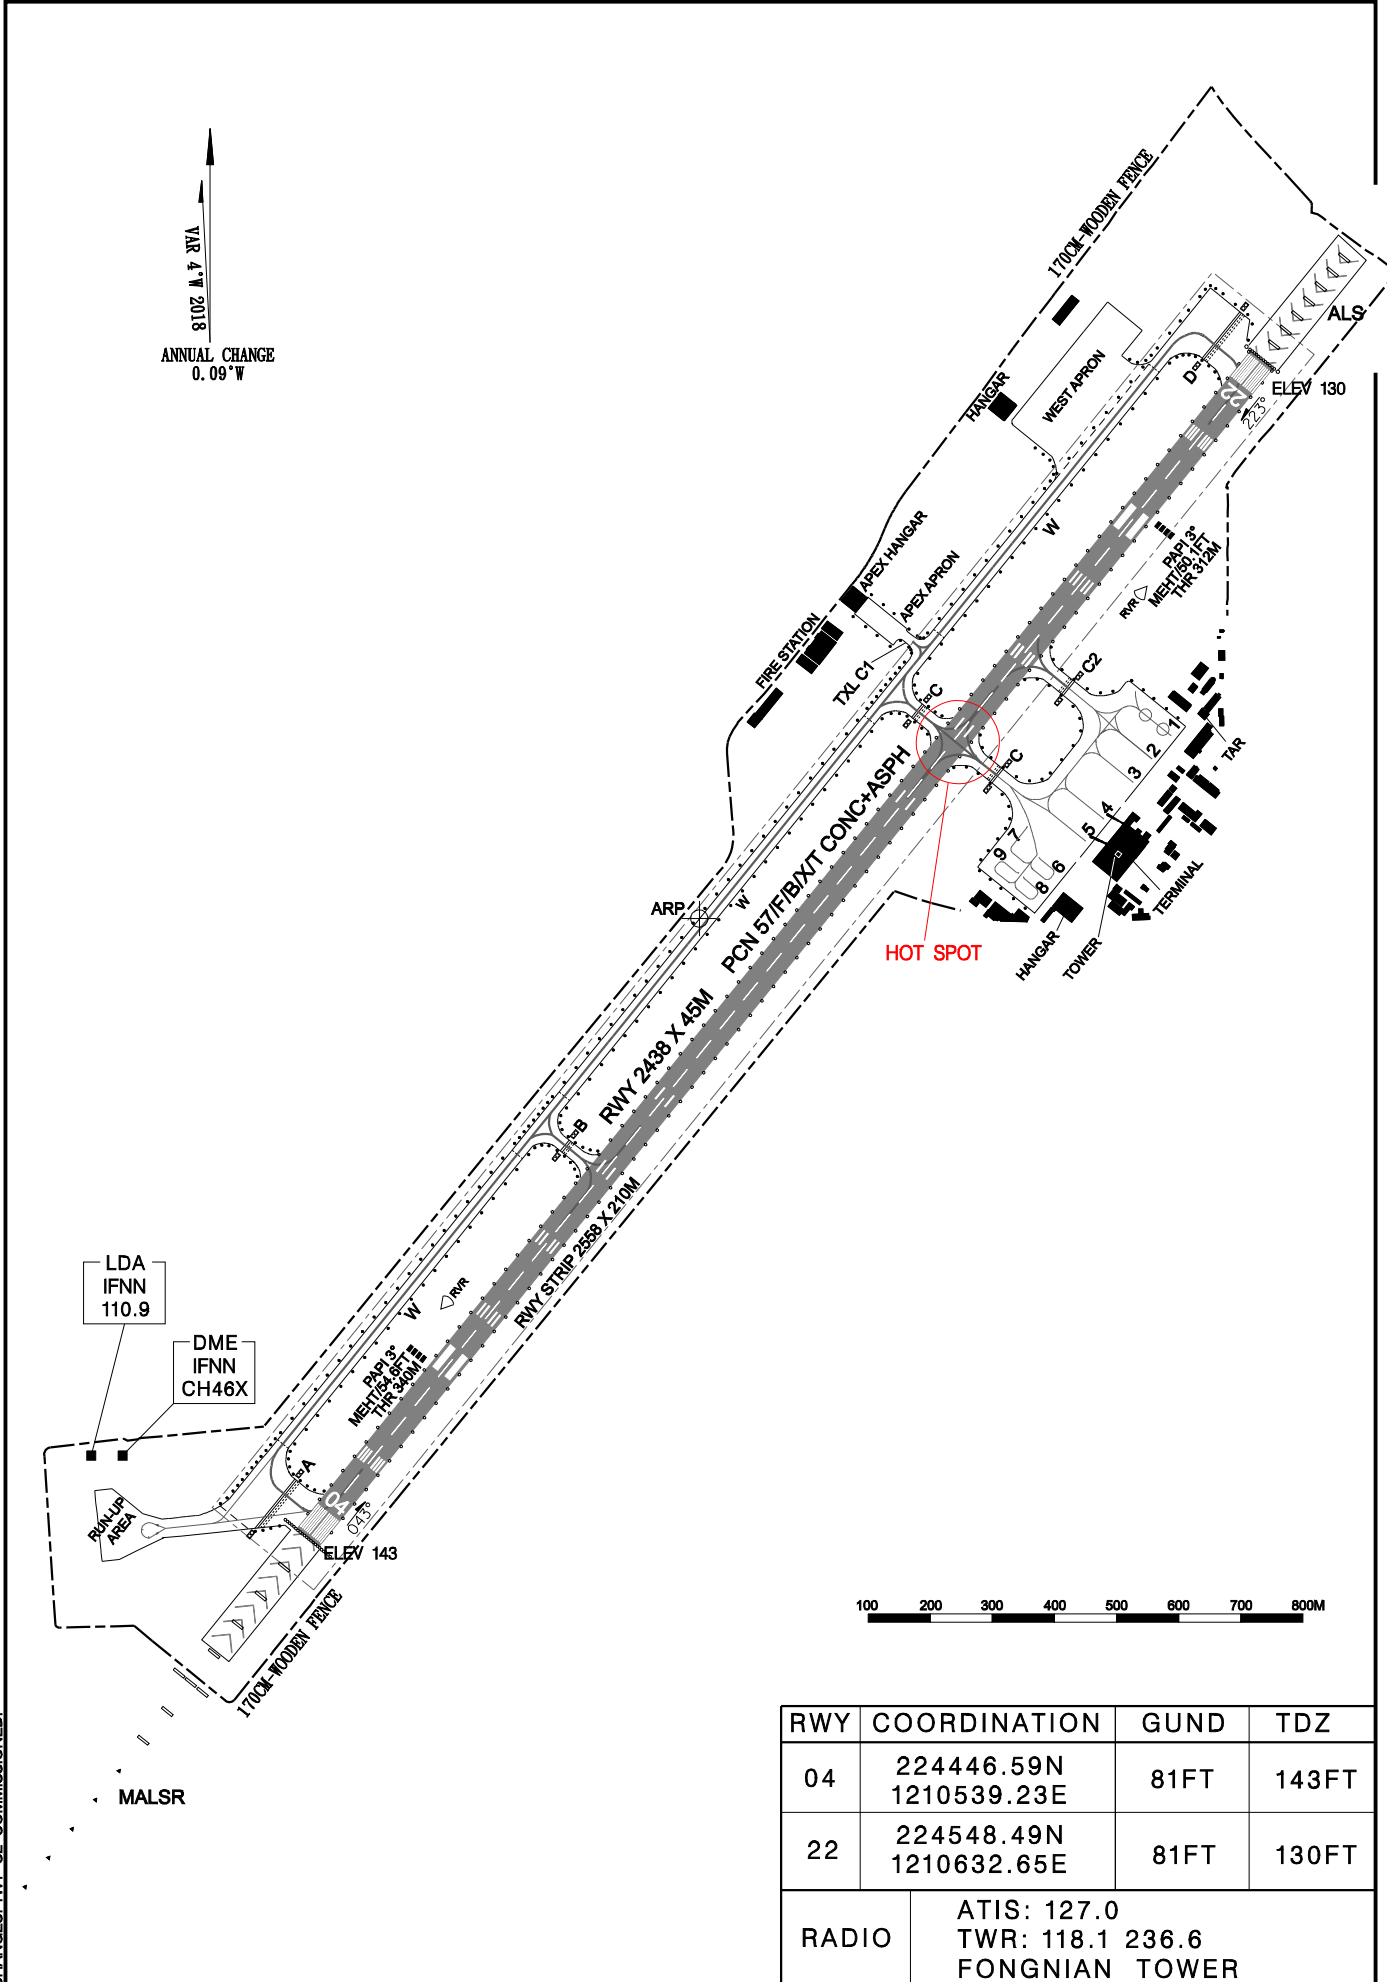 170CM-WOODEN FENCE
VAR 4°W 2018
ANNUAL CHANGE
0.09°W
ALS
ELEV 130
D
22
223°
WEST APRON
HANGAR
W
PAPI 3°
MEHT/50.1FT
THR 312M
RVR
APEX HANGAR
APEX APRON
FIRE STATION
TXL C1
C
C2
C
1
2
3
4
5
6
7
8
9
TAR
TERMINAL
TOWER
HANGAR
HOT SPOT
ARP
W
RWY 2438 X 45M PCN 57/F/B/X/T CONC+ASPH
B
RWY STRIP 2558 X 210M
LDA
IFNN
110.9
DME
IFNN
CH46X
RVR
W
PAPI 3°
MEHT/54.6FT
THR 340M
A
04
043°
RUN-UP
AREA
ELEV 143
170CM-WOODEN FENCE
MALSR
100 200 300 400 500 600 700 800M
RWY COORDINATION GUND TDZ
04 224446.59N 81FT 143FT
1210539.23E
22 224548.49N 81FT 130FT
1210632.65E
RADIO ATIS: 127.0
TWR: 118.1 236.6
FONGNIAN TOWER